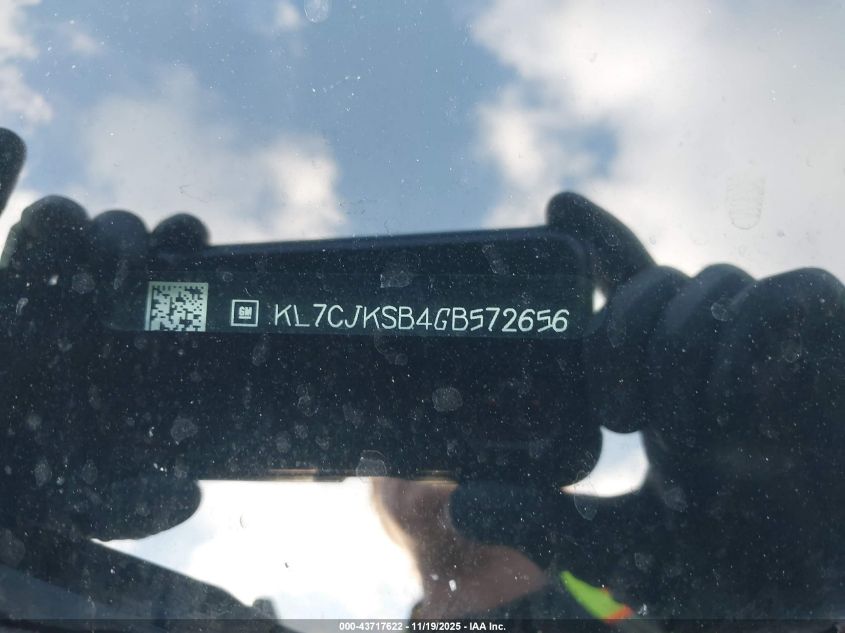 GM KL7CJKSB4GB572656
000-43717622 - 11/19/2025 - IAA Inc.